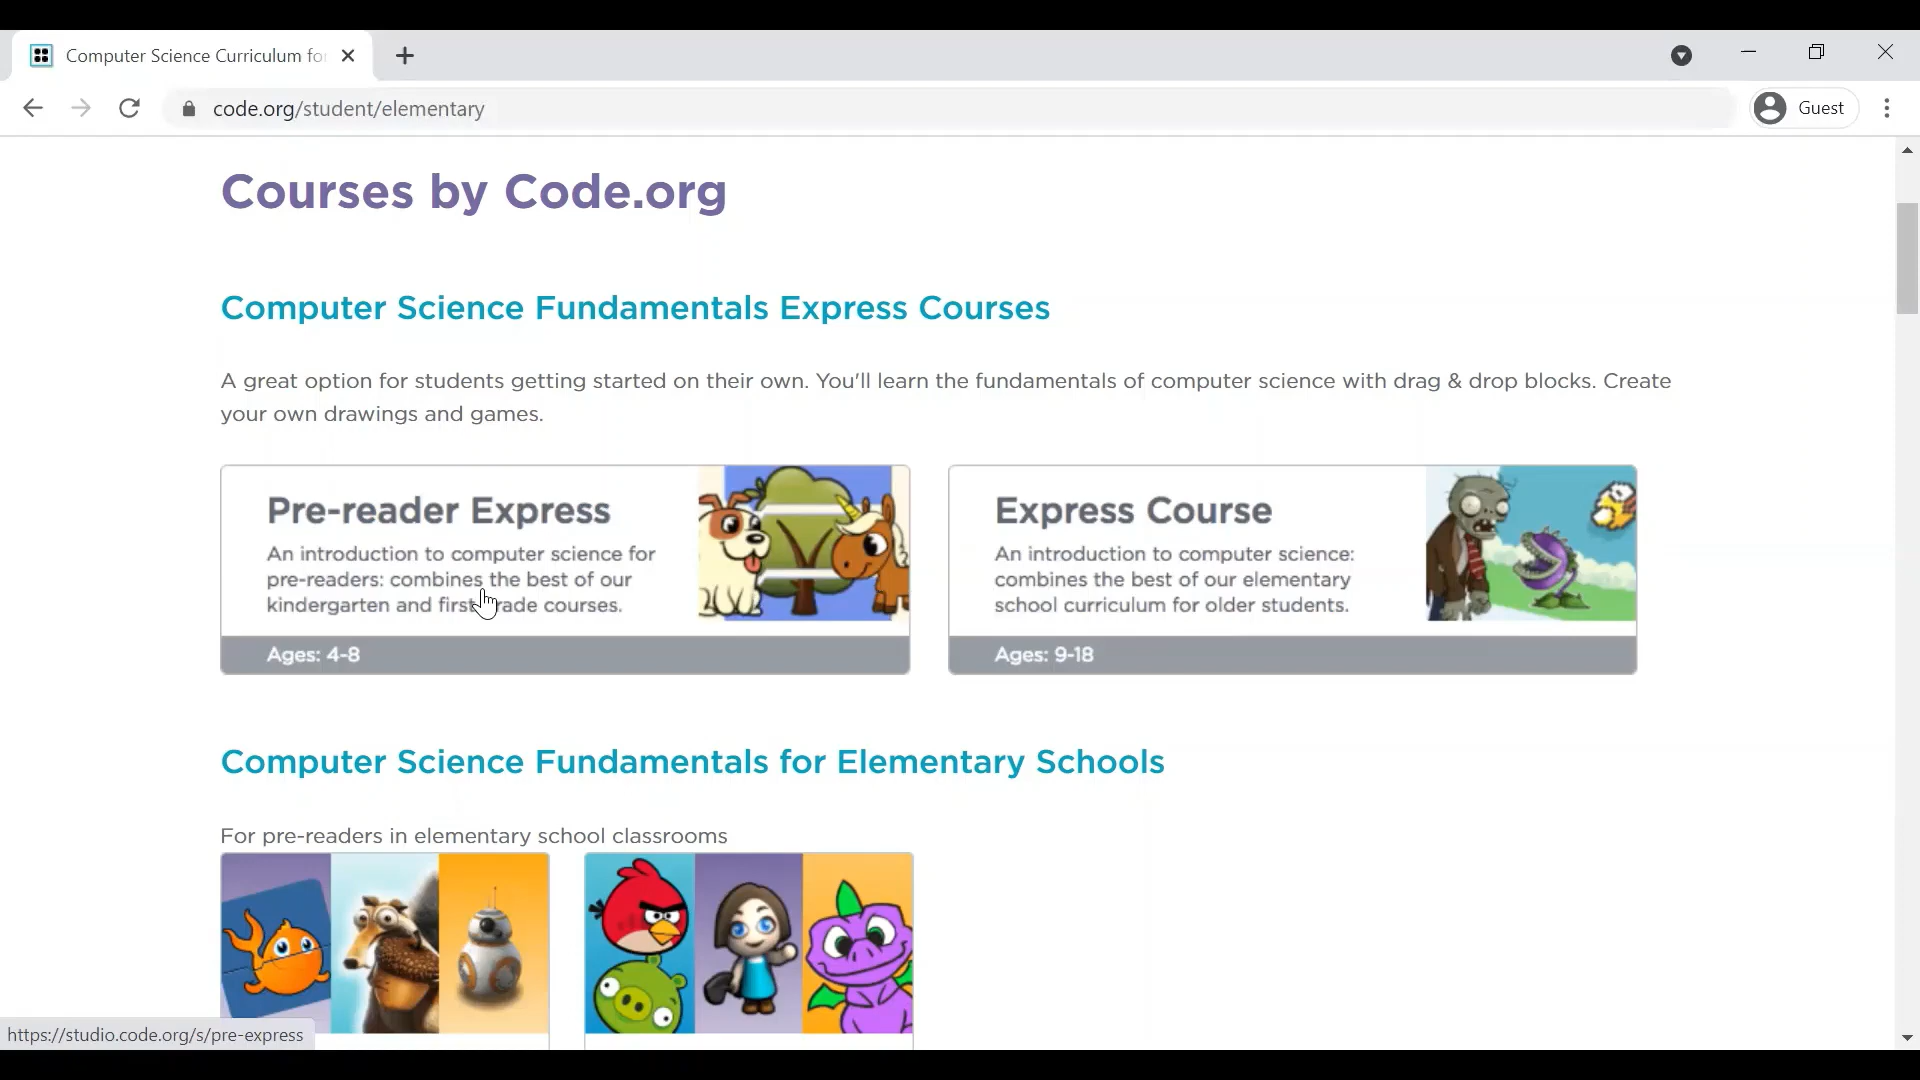 Computer Science Curriculum fo
code.org/student/elementary
Guest
Courses by Code.org
Computer Science Fundamentals Express Courses
A great option for students getting started on their own. You'll learn the fundamentals of computer science with drag & drop blocks. Create
your own drawings and games.
Pre-reader Express
An introduction to computer science for
pre-readers: combines the best of our
kindergarten and first grade courses.
Ages: 4-8
Express Course
An introduction to computer science:
combines the best of our elementary
school curriculum for older students.
Ages: 9-18
Computer Science Fundamentals for Elementary Schools
For pre-readers in elementary school classrooms
https://studio.code.org/s/pre-express